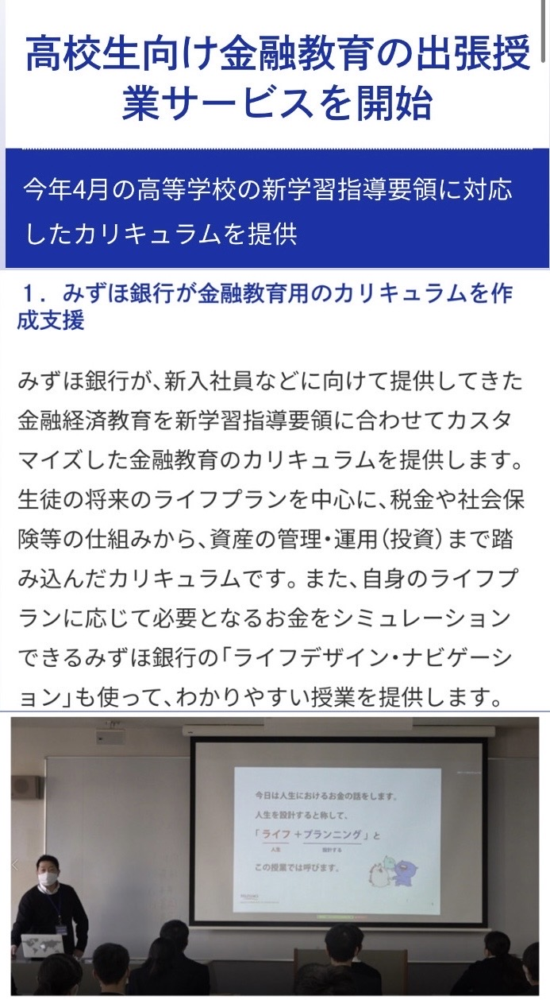 高校生向け金融教育の出張授
業サービスを開始
今年4月の高等学校の新学習指導要領に対応
したカリキュラムを提供
１．みずほ銀行が金融教育用のカリキュラムを作
成支援
みずほ銀行が、新入社員などに向けて提供してきた
金融経済教育を新学習指導要領に合わせてカスタ
マイズした金融教育のカリキュラムを提供します。
生徒の将来のライフプランを中心に、税金や社会保
険等の仕組みから、資産の管理・運用（投資）まで踏
み込んだカリキュラムです。また、自身のライフプ
ランに応じて必要となるお金をシミュレーション
できるみずほ銀行の「ライフデザイン・ナビゲーシ
ョン」も使って、わかりやすい授業を提供します。
今日は人生におけるお金の話をします。
人生を設計すると称して、
「ライフ＋プランニング」と
人生 設計する
この授業では呼びます。